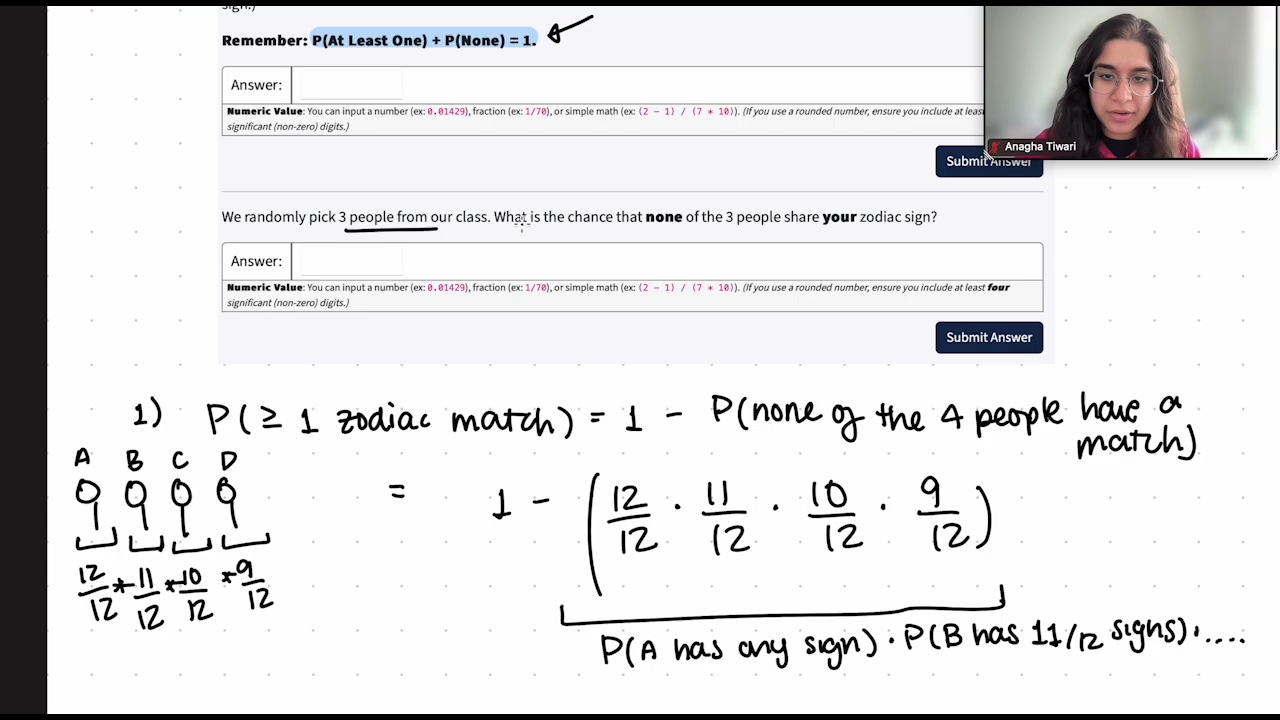 sign.)
Remember: P(At Least One) + P(None) = 1.
Answer:
Numeric Value: You can input a number (ex: 0.01429), fraction (ex: 1/70), or simple math (ex: (2 − 1) / (7 * 10)). (If you use a rounded number, ensure you include at least
significant (non-zero) digits.)
Anagha Tiwari
Submit Answer
We randomly pick 3 people from our class. What is the chance that none of the 3 people share your zodiac sign?
Answer:
Numeric Value: You can input a number (ex: 0.01429), fraction (ex: 1/70), or simple math (ex: (2 − 1) / (7 * 10)). (If you use a rounded number, ensure you include at least four
significant (non-zero) digits.)
Submit Answer
1) P(≥ 1 zodiac match) = 1 − P(none of the 4 people have a
match)
A B C D
= 1 − (12/12 · 11/12 · 10/12 · 9/12)
12/12 * 11/12 * 10/12 * 9/12
P(A has any sign) · P(B has 11/12 signs) · ....